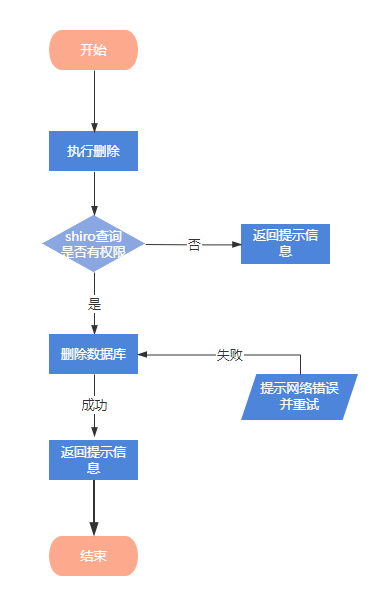 开始
执行删除
shiro查询
是否有权限
否
返回提示信
息
是
删除数据库
失败
提示网络错误
并重试
成功
返回提示信
息
结束